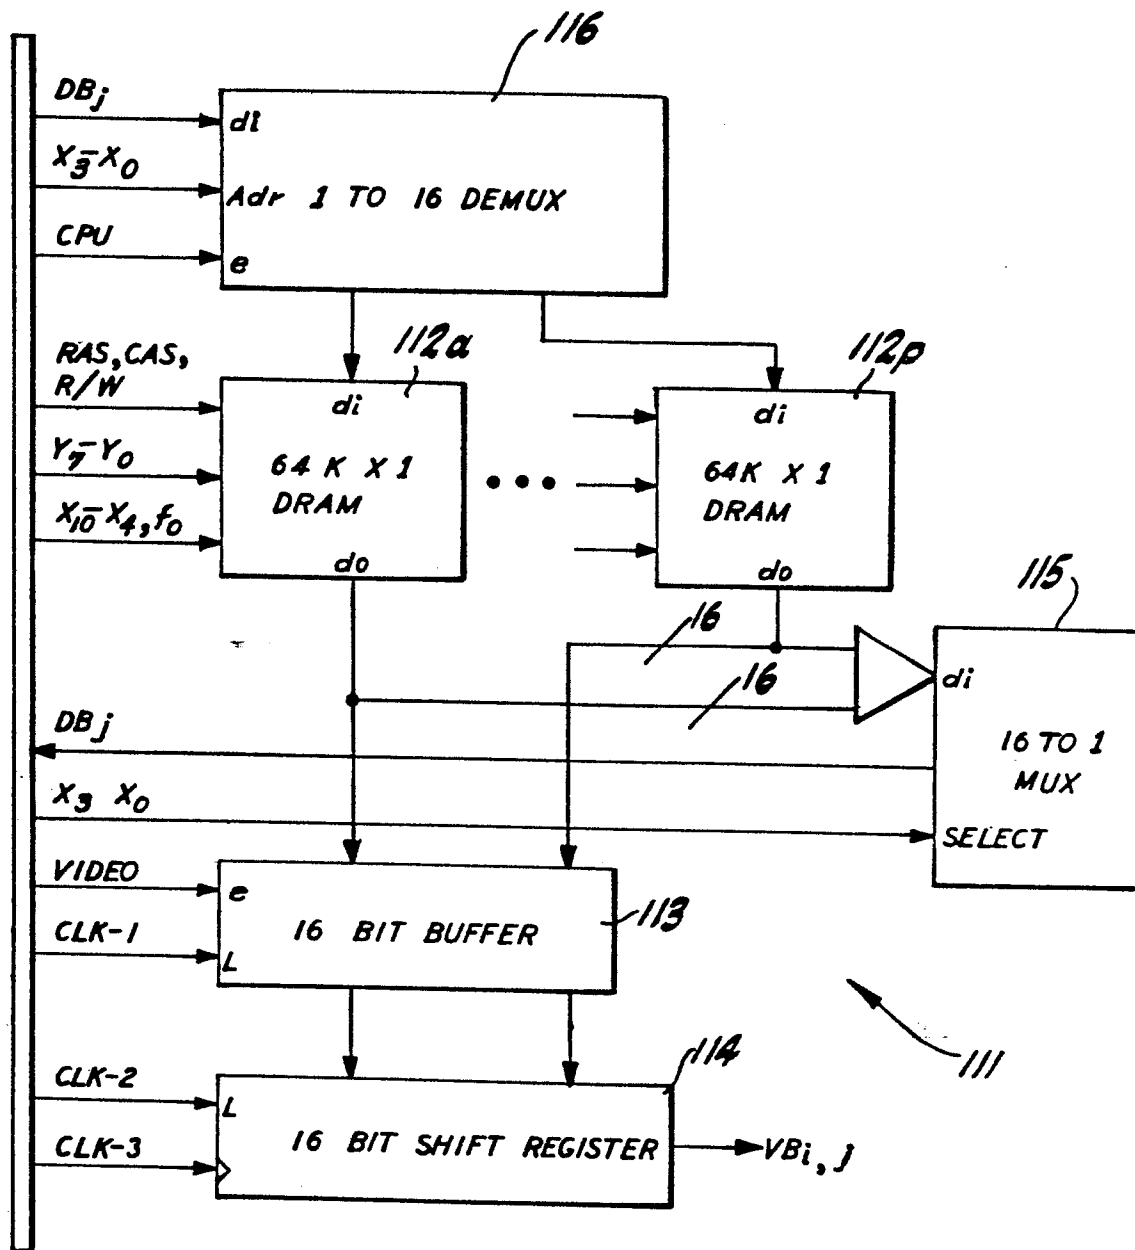 116
DBj
di
X3-X0
Adr 1 TO 16 DEMUX
CPU
e
112a
112p
RAS, CAS,
R/W
di
di
Y7-Y0
64K X 1
DRAM
64K X 1
DRAM
X10-X4, f0
do
do
115
16
16
di
DBj
16 TO 1
MUX
X3 X0
SELECT
VIDEO
e
113
16 BIT BUFFER
CLK-1
L
114
111
CLK-2
L
16 BIT SHIFT REGISTER
VBi, j
CLK-3